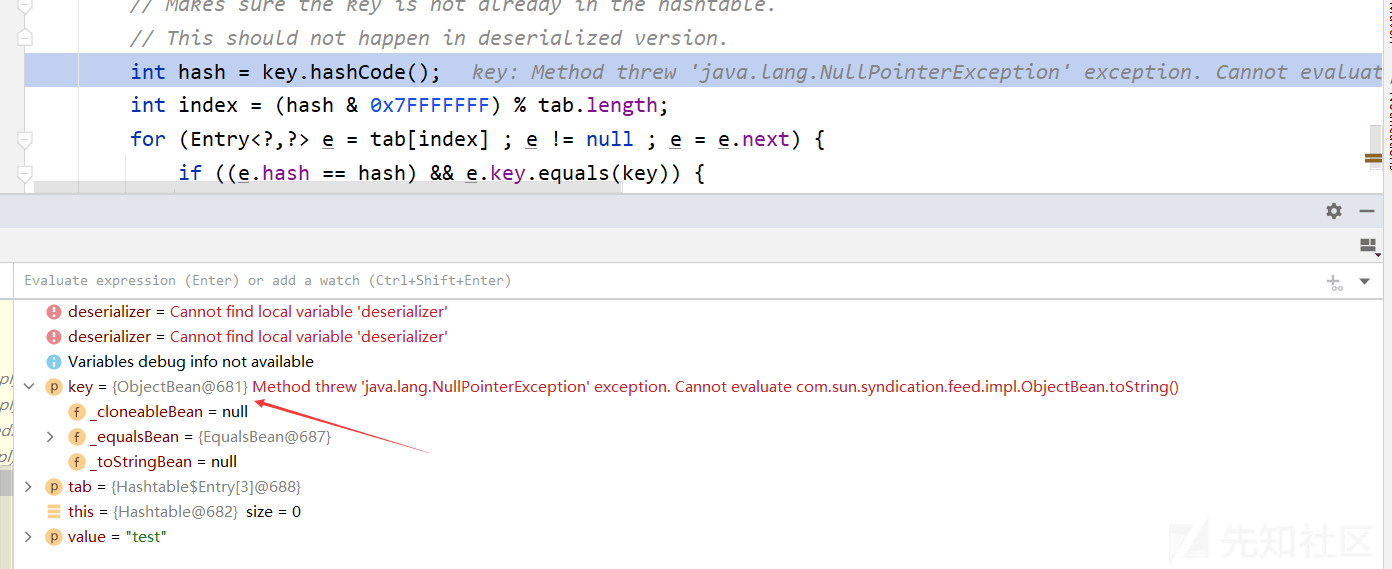 // Makes sure the key is not already in the hashtable.
// This should not happen in deserialized version.
int hash = key.hashCode();   key: Method threw 'java.lang.NullPointerException' exception. Cannot evaluat
int index = (hash & 0x7FFFFFFF) % tab.length;
for (Entry<?,?> e = tab[index] ; e != null ; e = e.next) {
if ((e.hash == hash) && e.key.equals(key)) {
Evaluate expression (Enter) or add a watch (Ctrl+Shift+Enter)
deserializer = Cannot find local variable 'deserializer'
deserializer = Cannot find local variable 'deserializer'
Variables debug info not available
key = {ObjectBean@681} Method threw 'java.lang.NullPointerException' exception. Cannot evaluate com.sun.syndication.feed.impl.ObjectBean.toString()
_cloneableBean = null
_equalsBean = {EqualsBean@687}
_toStringBean = null
tab = {Hashtable$Entry[3]@688}
this = {Hashtable@682} size = 0
value = "test"
先知社区